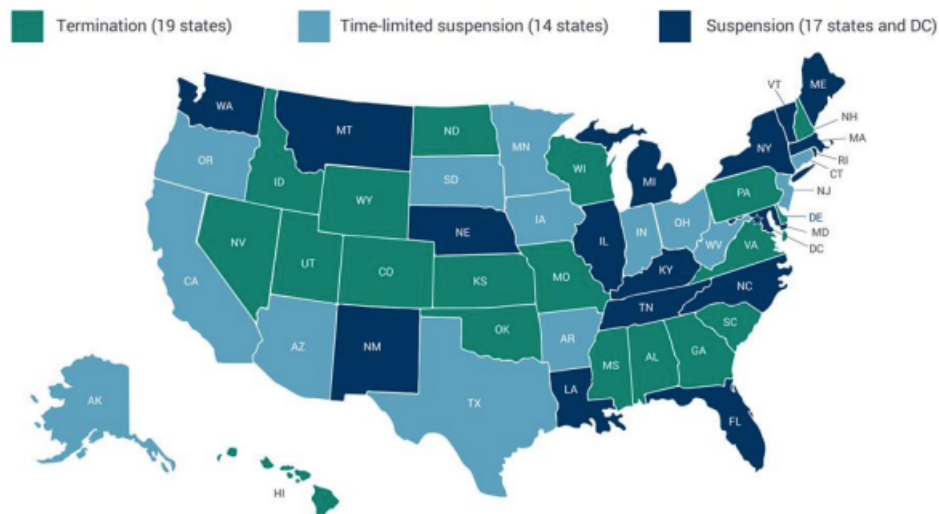 Termination (19 states)
Time-limited suspension (14 states)
Suspension (17 states and DC)
WA
MT
ND
MN
VT
ME
NH
MA
OR
ID
WY
SD
WI
MI
NY
RI
CT
NJ
NV
UT
CO
NE
IA
IL
IN
OH
PA
WV
VA
DE
MD
DC
CA
KS
MO
KY
NC
TN
AZ
NM
OK
AR
SC
MS
AL
GA
TX
LA
FL
AK
HI